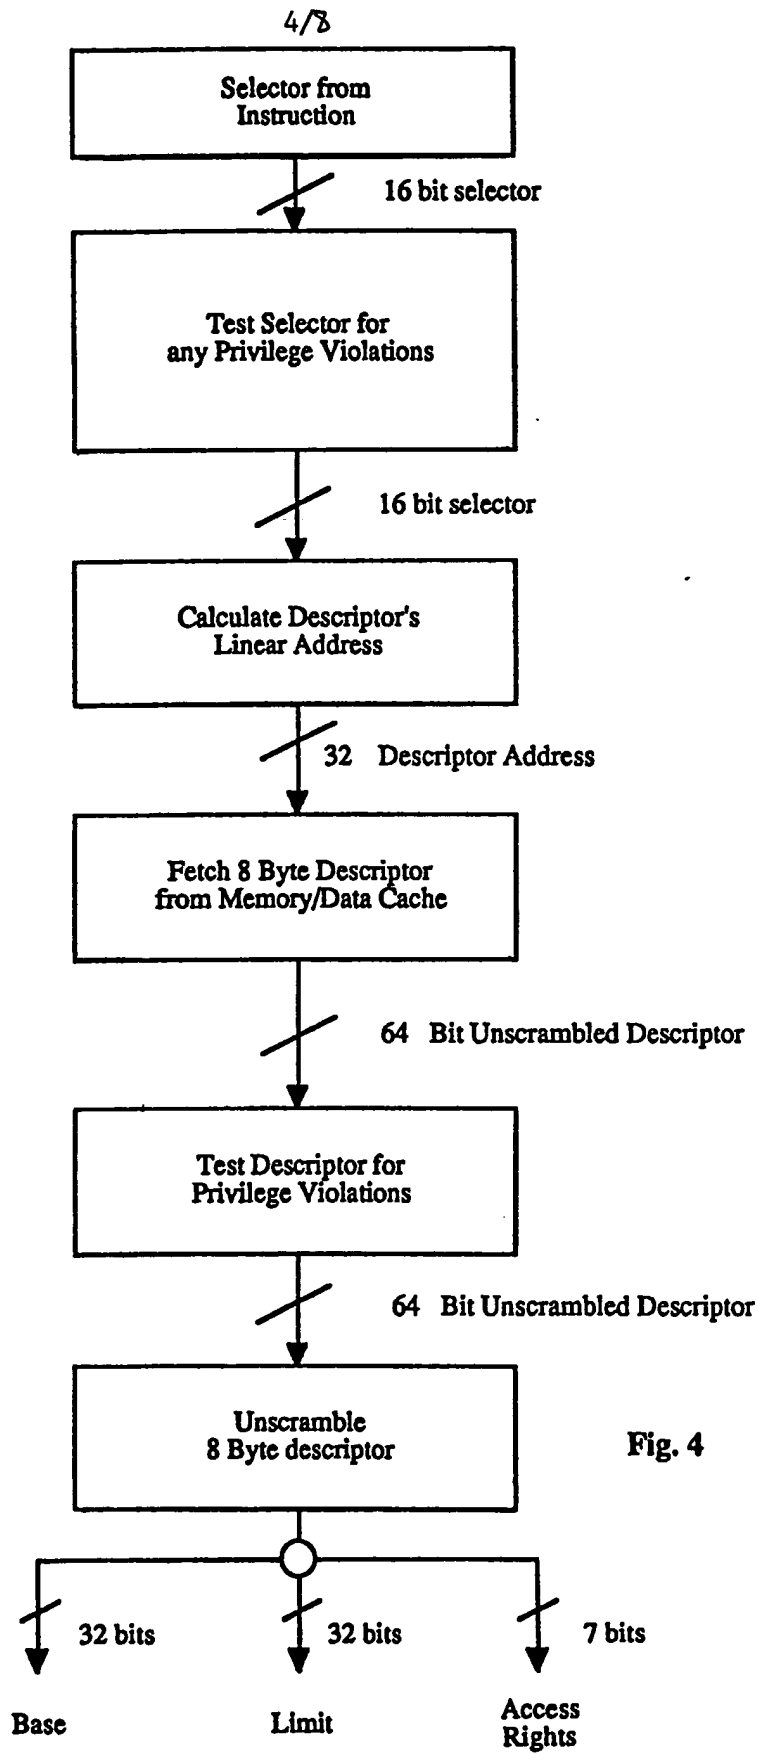 4/8
Selector from
Instruction
16 bit selector
Test Selector for
any Privilege Violations
16 bit selector
Calculate Descriptor's
Linear Address
32 Descriptor Address
Fetch 8 Byte Descriptor
from Memory/Data Cache
64 Bit Unscrambled Descriptor
Test Descriptor for
Privilege Violations
64 Bit Unscrambled Descriptor
Unscramble
8 Byte descriptor
Fig. 4
32 bits
32 bits
7 bits
Base
Limit
Access
Rights